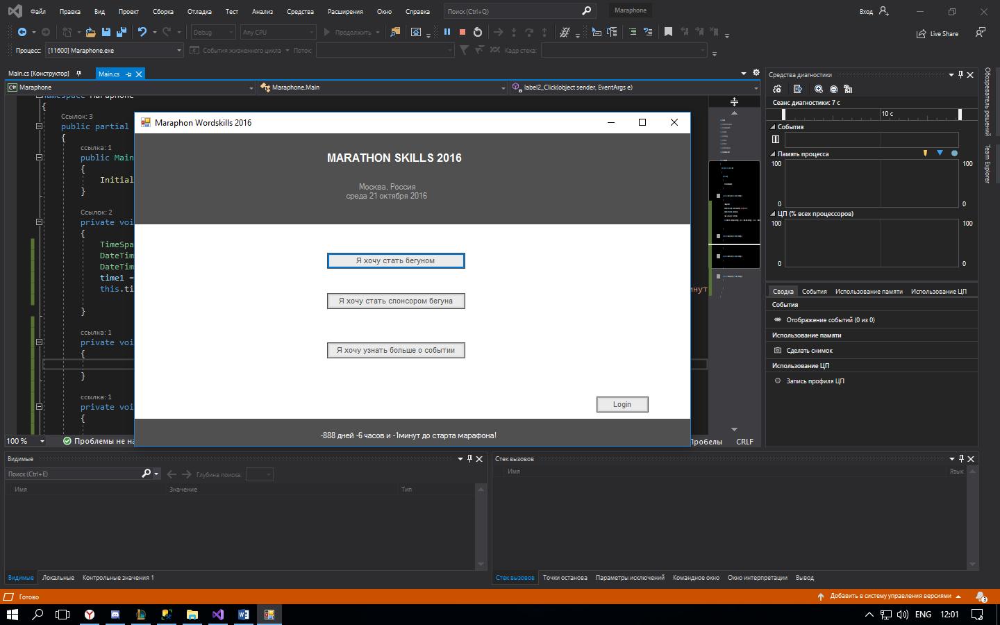 Файл Правка Вид Проект Сборка Отладка Тест Анализ Средства Расширения Окно Справка Поиск (Ctrl+Q) Maraphone Вход
Debug Any CPU Продолжить Live Share
Процесс: [11600] Maraphone.exe События жизненного цикла Поток: Кадр стека:
Main.cs [Конструктор] Main.cs
Maraphone Maraphone.Main label2_Click(object sender, EventArgs e)
namespace Maraphone
{
Ссылок: 3
public partial
{
ссылка: 1
public Main
{
Initial
}
Ссылок: 2
private voi
{
TimeSpa
DateTim
DateTim
time1 =
this.ti
инут
}
ссылка: 1
private voi
{
}
ссылка: 1
private voi
{
100 % Проблемы не на
Пробелы CRLF
Maraphon Wordskills 2016
MARATHON SKILLS 2016
Москва, Россия
среда 21 октября 2016
Я хочу стать бегуном
Я хочу стать спонсором бегуна
Я хочу узнать больше о событии
Login
-888 дней -6 часов и -1минут до старта марафона!
Средства диагностики
Сеанс диагностики: 7 с
10 с
События
Память процесса
100 100
0 0
ЦП (% всех процессоров)
100 100
0 0
Сводка События Использование памяти Использование ЦП
События
Отображение событий (0 из 0)
Использование памяти
Сделать снимок
Использование ЦП
Запись профиля ЦП
Обозреватель решений
Team Explorer
Видимые
Поиск (Ctrl+E) Глубина поиска:
Имя Значение Тип
Видимые Локальные Контрольные значения 1
Стек вызовов
Имя Язык
Стек вызовов Точки останова Параметры исключений Командное окно Окно интерпретации Вывод
Готово Добавить в систему управления версиями 3
ENG 12:01